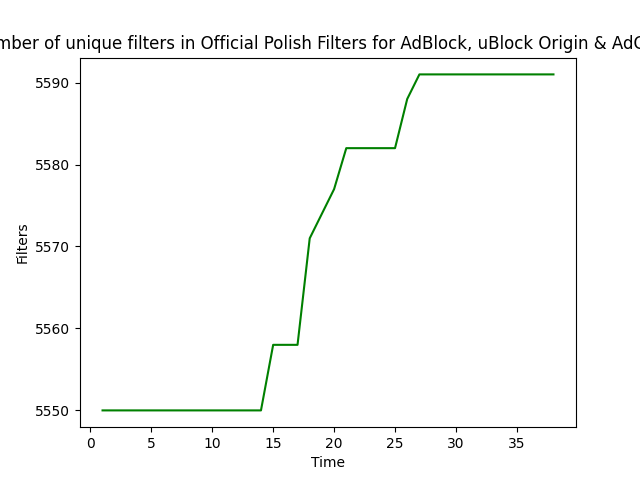 mber of unique filters in Official Polish Filters for AdBlock, uBlock Origin & AdG
5590
5580
5570
5560
5550
Filters
0 5 10 15 20 25 30 35
Time